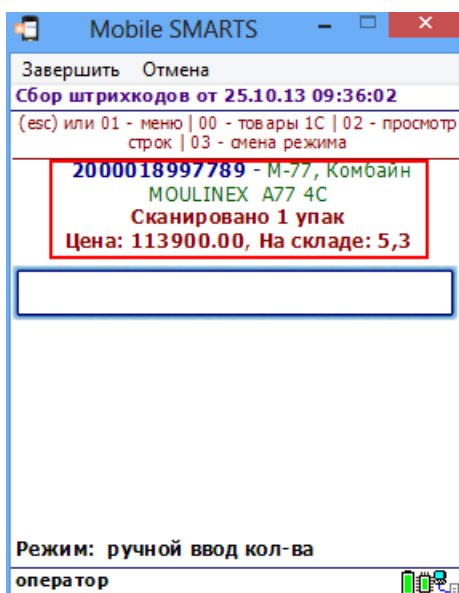 Mobile SMARTS
Завершить Отмена
Сбор штрихкодов от 25.10.13 09:36:02
(esc) или 01 - меню | 00 - товары 1С | 02 - просмотр
строк | 03 - смена режима
2000018997789 - М-77, Комбайн
MOULINEX A77 4C
Сканировано 1 упак
Цена: 113900.00, На складе: 5,3
Режим: ручной ввод кол-ва
оператор